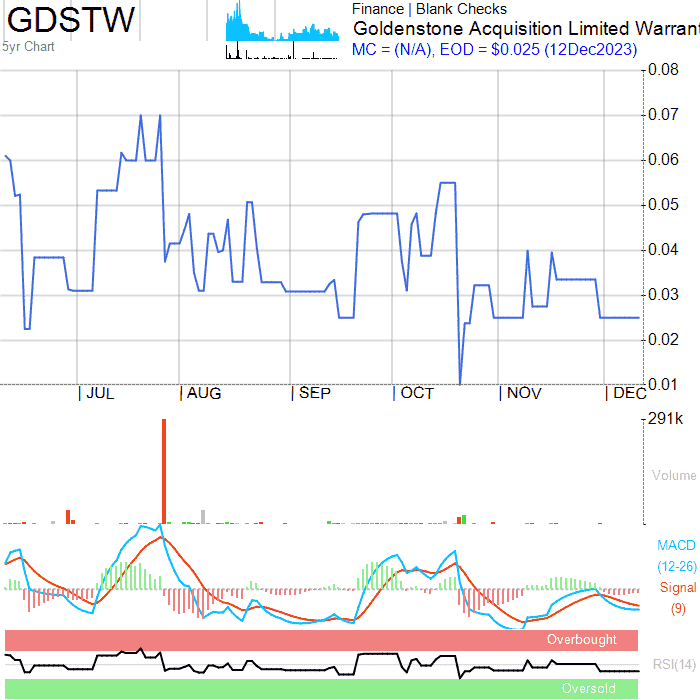 GDSTW
5yr Chart
Finance | Blank Checks
Goldenstone Acquisition Limited Warrant
MC = (N/A), EOD = $0.025 (12Dec2023)
0.08
0.07
0.06
0.05
0.04
0.03
0.02
0.01
JUL AUG SEP OCT NOV DEC
291k
Volume
MACD
(12-26)
Signal
(9)
Overbought
RSI(14)
Oversold